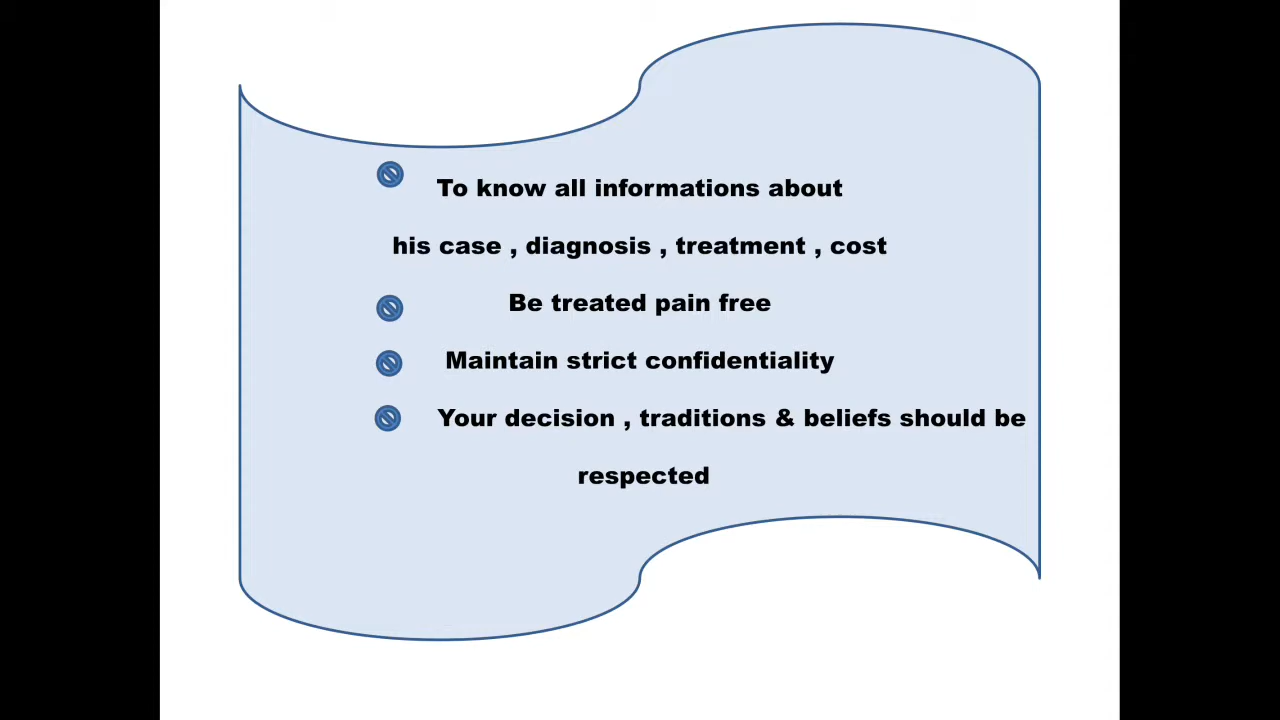 To know all informations about
his case , diagnosis , treatment , cost
Be treated pain free
Maintain strict confidentiality
Your decision , traditions & beliefs should be
respected